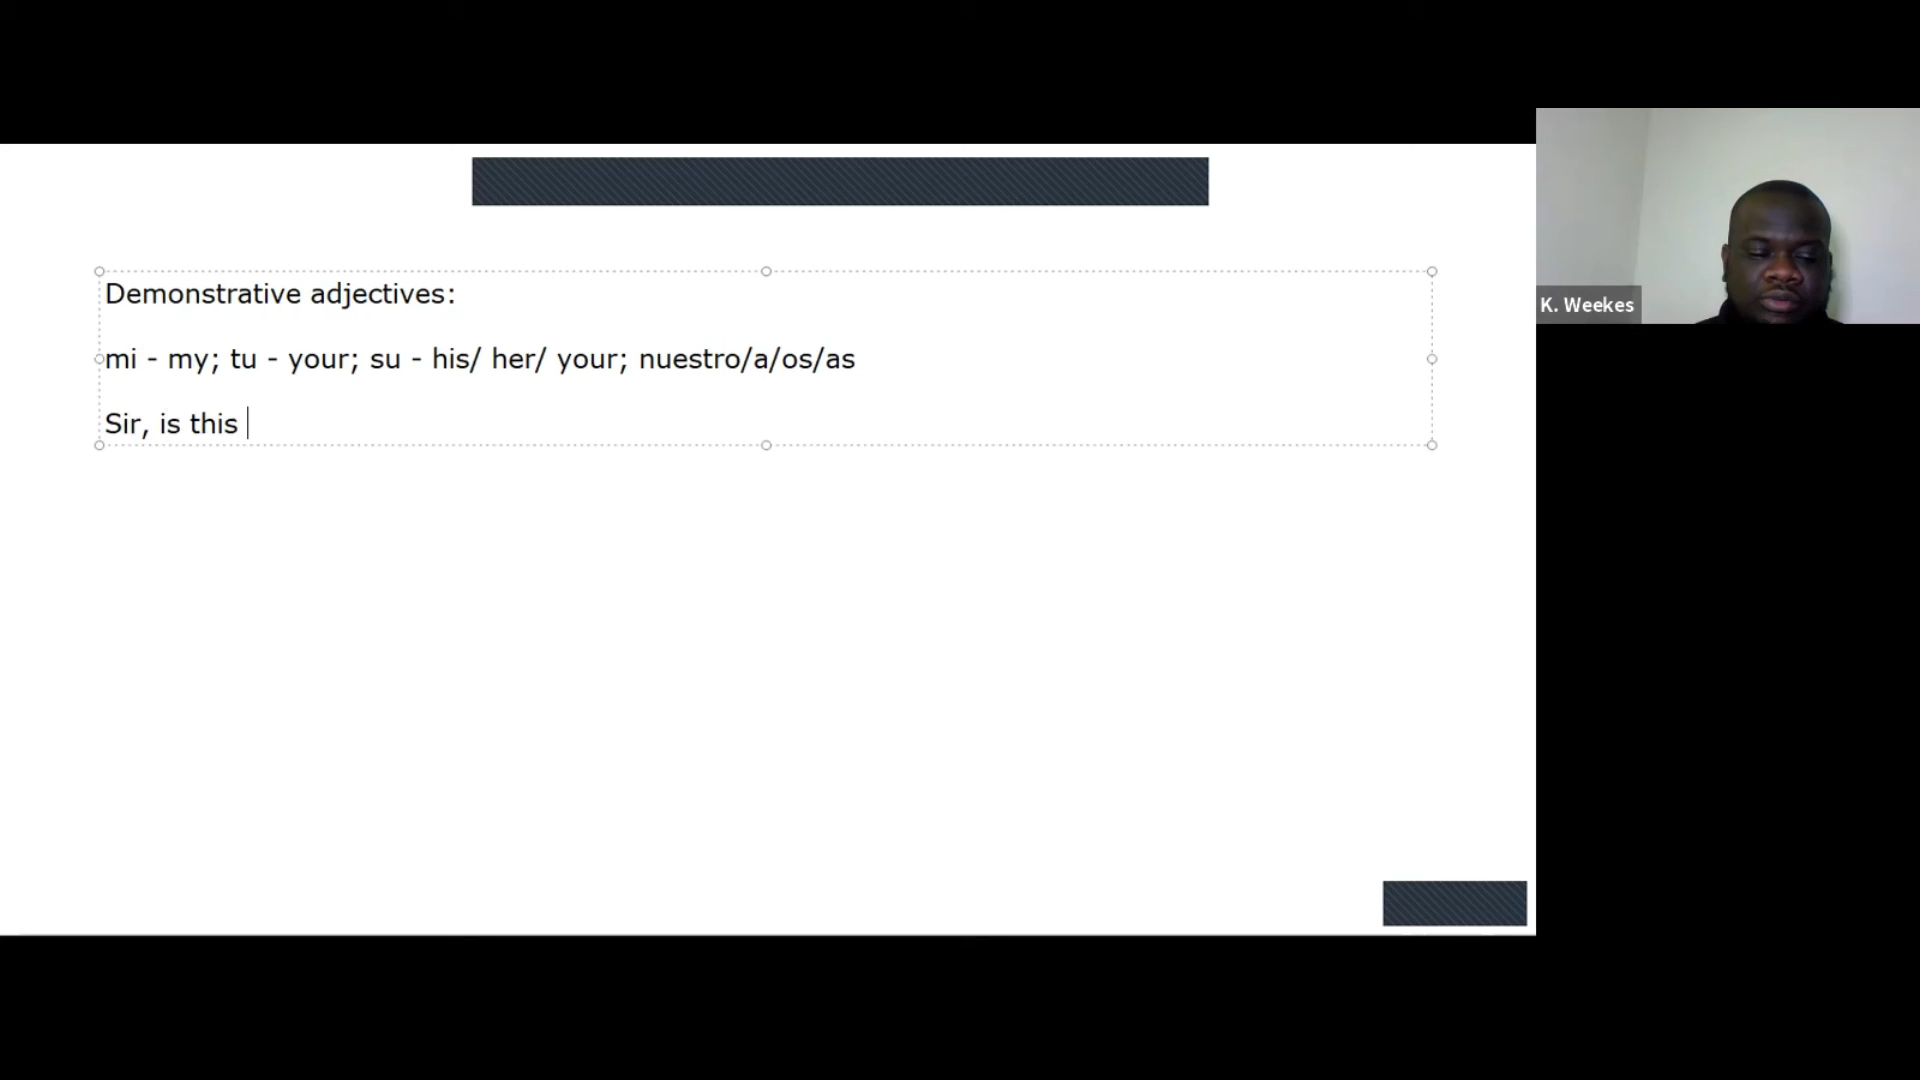 Demonstrative adjectives:
mi - my; tu - your; su - his/ her/ your; nuestro/a/os/as
Sir, is this
K. Weekes